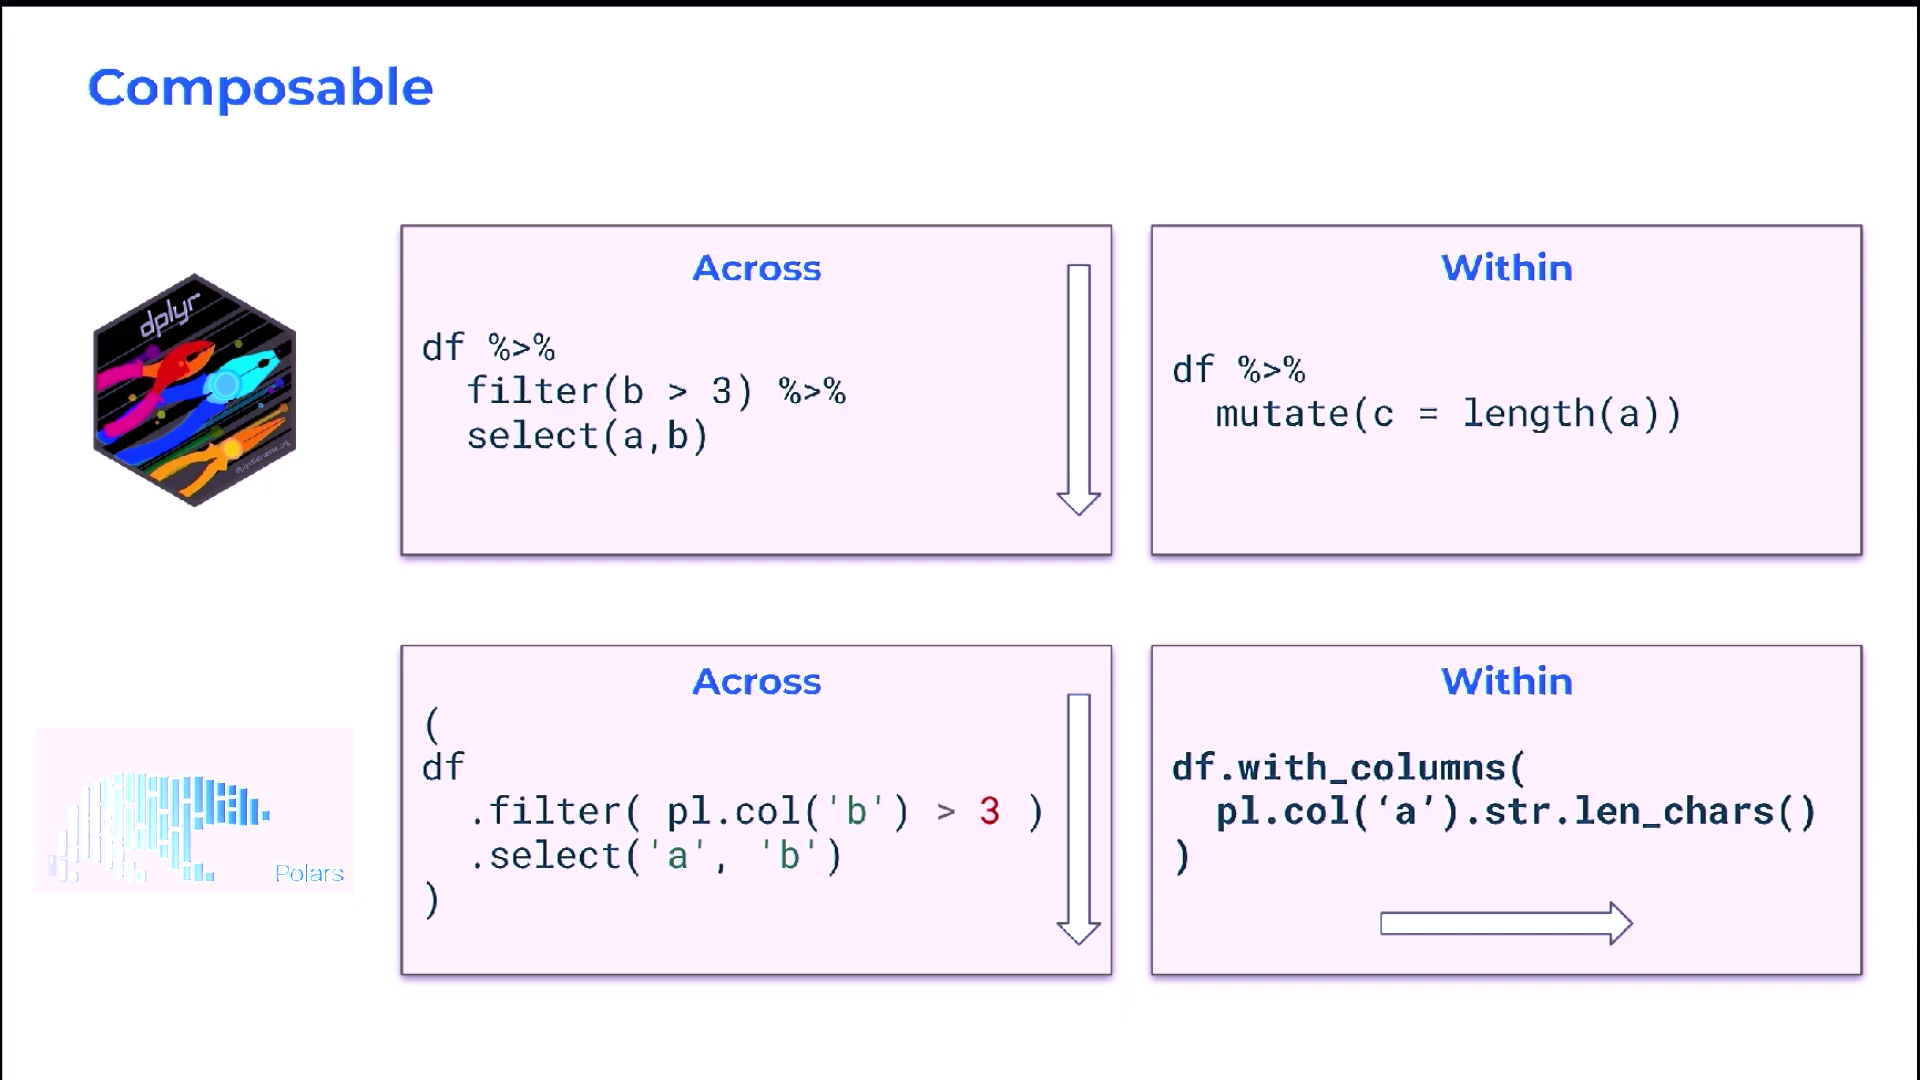 Composable
dplyr
Across
df %>%
  filter(b > 3) %>%
  select(a,b)
Within
df %>%
  mutate(c = length(a))
Polars
Across
(
df
  .filter( pl.col('b') > 3 )
  .select('a', 'b')
)
Within
df.with_columns(
  pl.col(‘a’).str.len_chars()
)